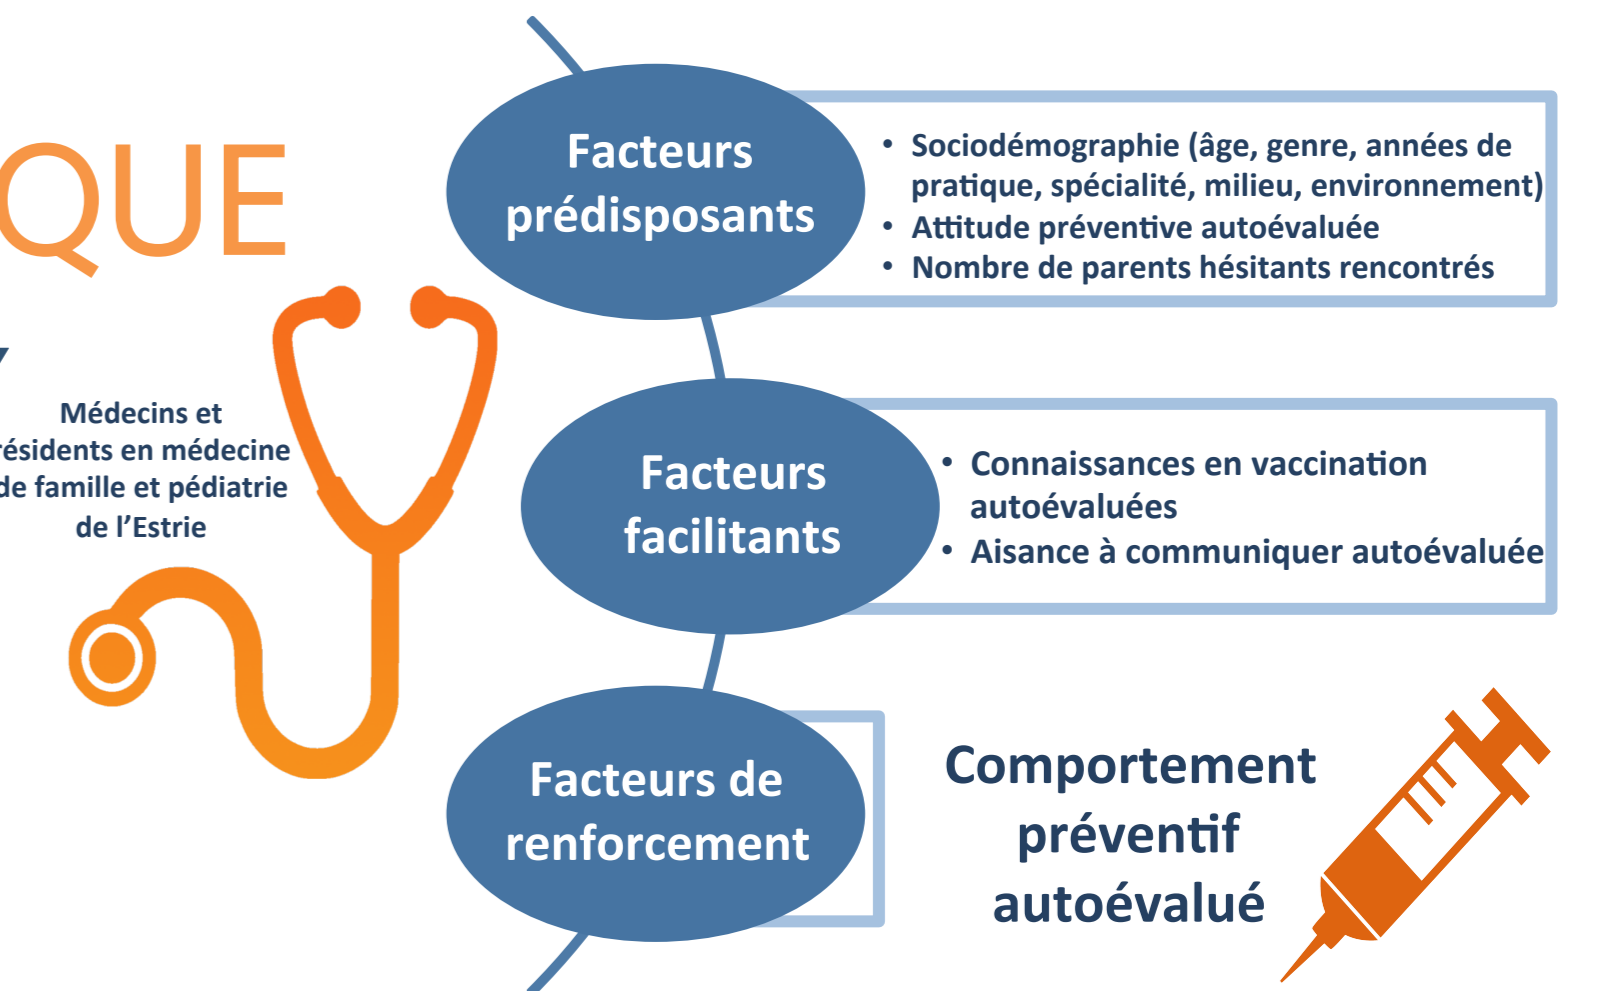 QUE
Médecins et
résidents en médecine
de famille et pédiatrie
de l’Estrie
Facteurs
prédisposants
• Sociodémographie (âge, genre, années de
pratique, spécialité, milieu, environnement)
• Attitude préventive autoévaluée
• Nombre de parents hésitants rencontrés
Facteurs
facilitants
• Connaissances en vaccination
autoévaluées
• Aisance à communiquer autoévaluée
Facteurs de
renforcement
Comportement
préventif
autoévalué